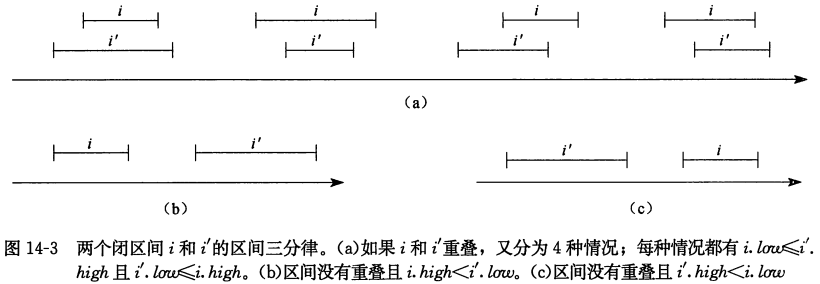 i i i i
i′ i′ i′ i′
(a)
i i′ i′ i
(b) (c)
图 14-3 两个闭区间 i 和 i′的区间三分律。(a)如果 i 和 i′重叠，又分为 4 种情况；每种情况都有 i.low≤i′.
high 且 i′.low≤i.high。(b)区间没有重叠且 i.high<i′.low。(c)区间没有重叠且 i′.high<i.low